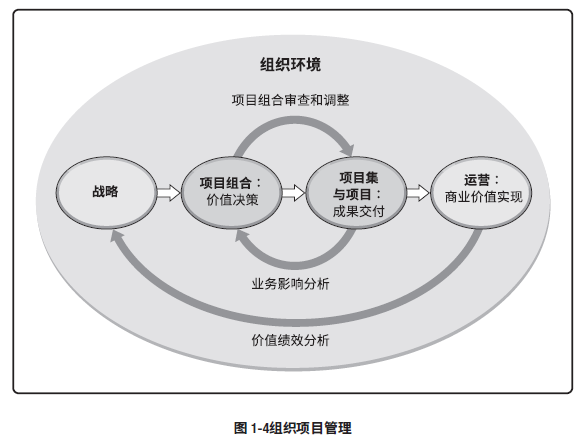 组织环境
项目组合审查和调整
战略
项目组合：
价值决策
项目集
与项目：
成果交付
运营：
商业价值实现
业务影响分析
价值绩效分析
图 1-4组织项目管理